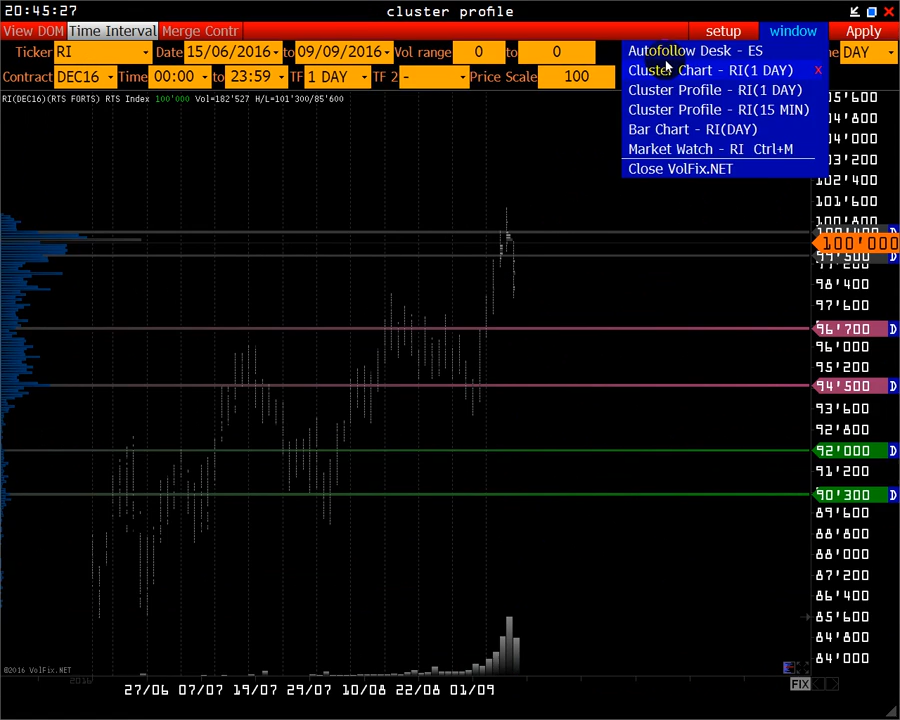 20:45:27 cluster profile
View DOM Time Interval Merge Contr setup window Apply
Ticker RI Date 15/06/2016 to 09/09/2016 Vol range 0 to 0 DAY
Contract DEC16 Time 00:00 to 23:59 TF 1 DAY TF 2 - Price Scale 100
RI(DEC16)(RTS FORTS) RTS Index 100'000 Vol=182'527 H/L=101'300/85'600
Autofollow Desk - ES
Cluster Chart - RI(1 DAY) x
Cluster Profile - RI(1 DAY)
Cluster Profile - RI(15 MIN)
Bar Chart - RI(DAY)
Market Watch - RI Ctrl+M
Close VolFix.NET
105'600
104'800
104'000
103'200
102'400
101'600
100'800
100'400 D
100'000
99'500 D
99'200
98'400
97'600
96'700 D
96'000
95'200
94'500 D
93'600
92'800
92'000 D
91'200
90'300 D
89'600
88'800
88'000
87'200
86'400
85'600
84'800
84'000
©2016 VolFix.NET
2016
FIX
27/06 07/07 19/07 29/07 10/08 22/08 01/09